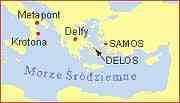 Metapont
Krotona
Delfy
SAMOS
DELOS
Morze Śródziemne